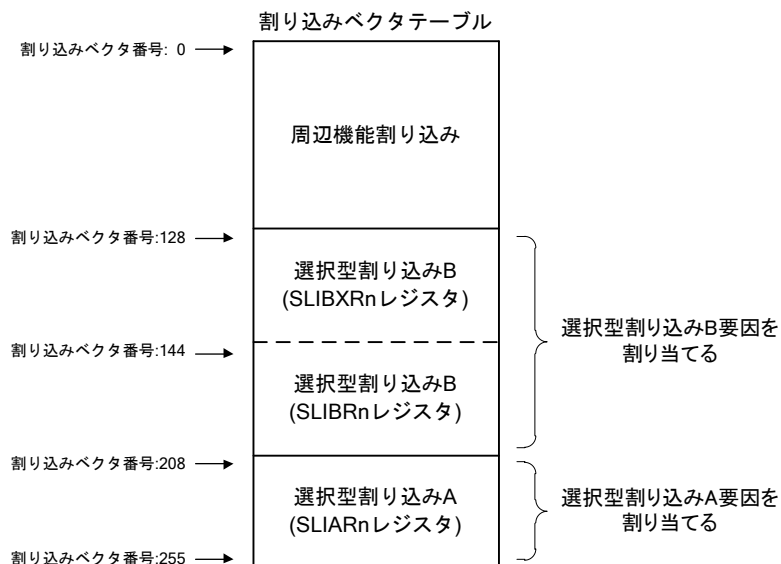 割り込みベクタテーブル
割り込みベクタ番号: 0
周辺機能割り込み
割り込みベクタ番号:128
選択型割り込みB
(SLIBXRnレジスタ)
選択型割り込みB要因を
割り当てる
割り込みベクタ番号:144
選択型割り込みB
(SLIBRnレジスタ)
割り込みベクタ番号:208
選択型割り込みA
(SLIARnレジスタ)
選択型割り込みA要因を
割り当てる
割り込みベクタ番号:255